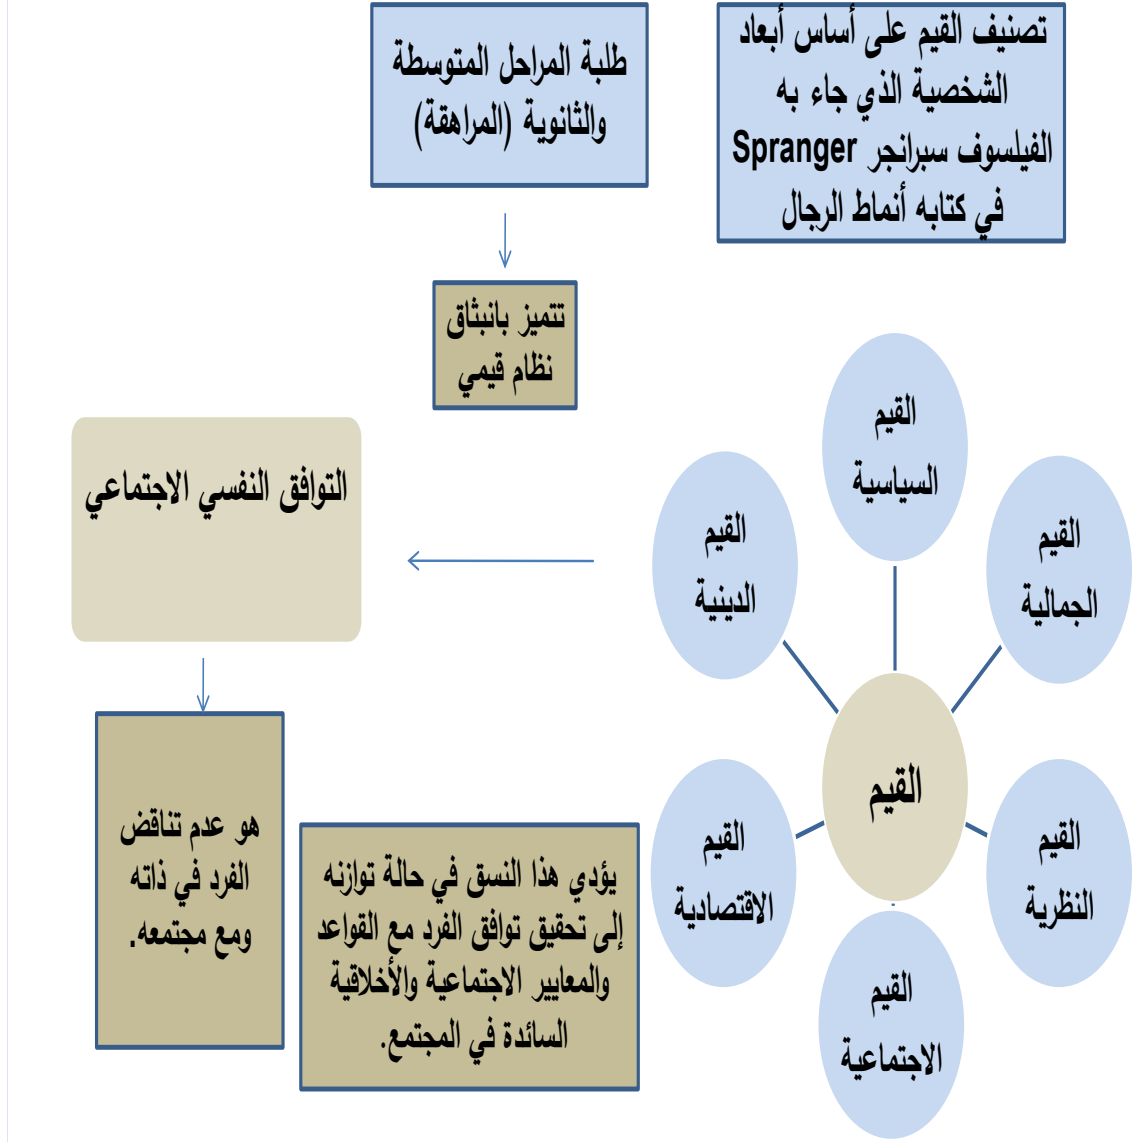 تصنيف القيم على أساس أبعاد
الشخصية الذي جاء به
الفيلسوف سبرانجر Spranger
في كتابه أنماط الرجال
طلبة المراحل المتوسطة
والثانوية (المراهقة)
تتميز بانبثاق
نظام قيمي
القيم
السياسية
القيم
الجمالية
القيم
الدينية
القيم
القيم
النظرية
القيم
الاقتصادية
القيم
الاجتماعية
التوافق النفسي الاجتماعي
هو عدم تناقض
الفرد في ذاته
ومع مجتمعه.
يؤدي هذا النسق في حالة توازنه
إلى تحقيق توافق الفرد مع القواعد
والمعايير الاجتماعية والأخلاقية
السائدة في المجتمع.